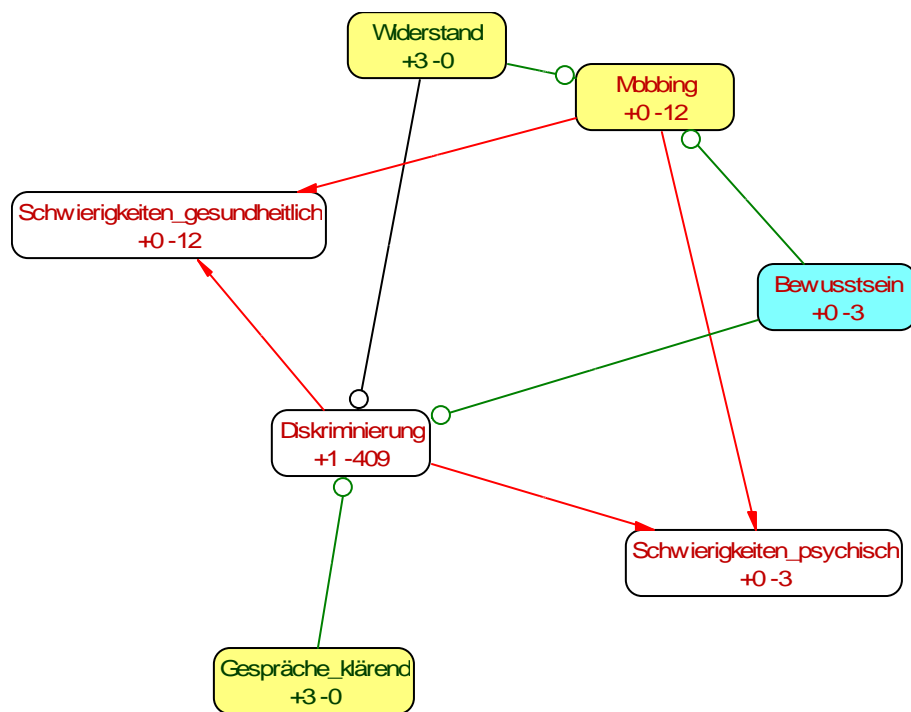 Widerstand
+3 -0
Mobbing
+0 -12
Schwierigkeiten_gesundheitlich
+0 -12
Bewusstsein
+0 -3
Diskriminierung
+1 -409
Schwierigkeiten_psychisch
+0 -3
Gespräche_klärend
+3 -0